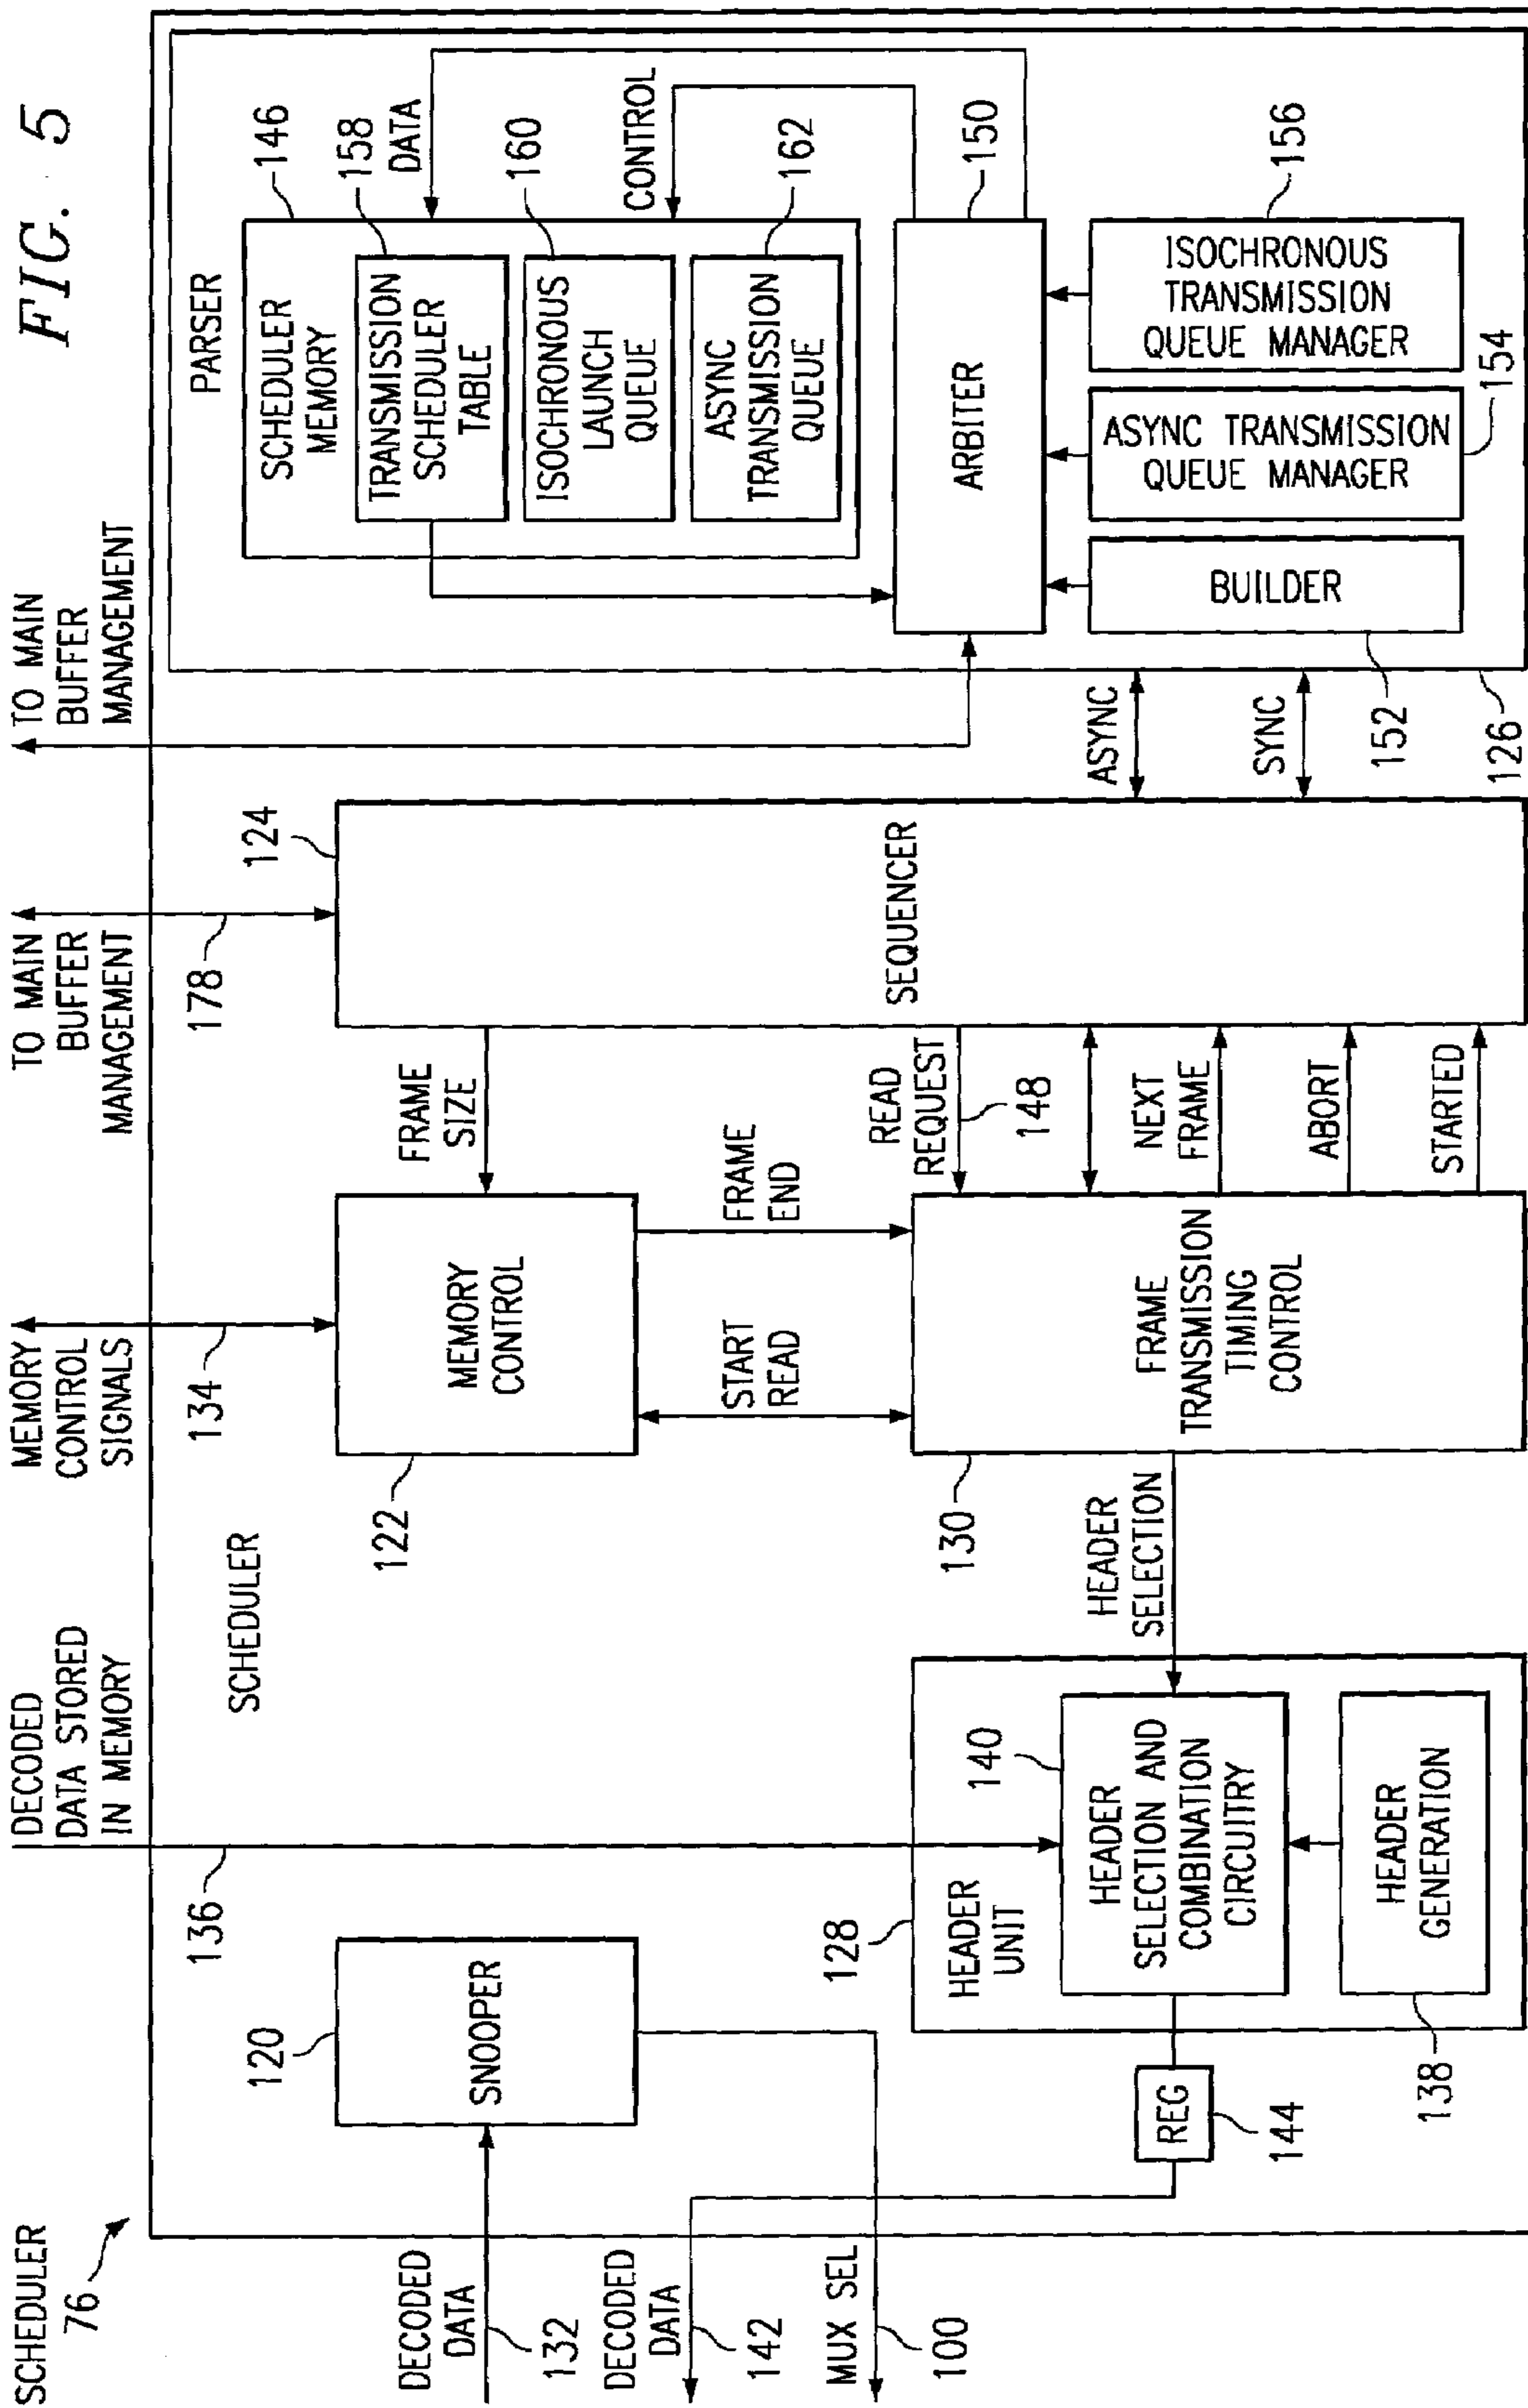 FIG. 5
SCHEDULER
76
DECODED
DATA STORED
IN MEMORY
136
MEMORY
CONTROL
SIGNALS
134
TO MAIN
BUFFER
MANAGEMENT
178
TO MAIN
BUFFER
MANAGEMENT
SCHEDULER
DECODED
DATA
132
DECODED
DATA
142
MUX SEL
100
120
SNOOPER
128
HEADER
UNIT
140
HEADER
SELECTION AND
COMBINATION
CIRCUITRY
HEADER
GENERATION
138
REG
144
HEADER
SELECTION
122
MEMORY
CONTROL
START
READ
FRAME
END
130
FRAME
TRANSMISSION
TIMING
CONTROL
FRAME
SIZE
READ
REQUEST
148
NEXT
FRAME
ABORT
STARTED
124
SEQUENCER
ASYNC
SYNC
152
126
PARSER
SCHEDULER
MEMORY
146
TRANSMISSION
SCHEDULER
TABLE
158
DATA
ISOCHRONOUS
LAUNCH
QUEUE
160
CONTROL
ASYNC
TRANSMISSION
QUEUE
162
ARBITER
150
BUILDER
ASYNC TRANSMISSION
QUEUE MANAGER
154
ISOCHRONOUS
TRANSMISSION
QUEUE MANAGER
156